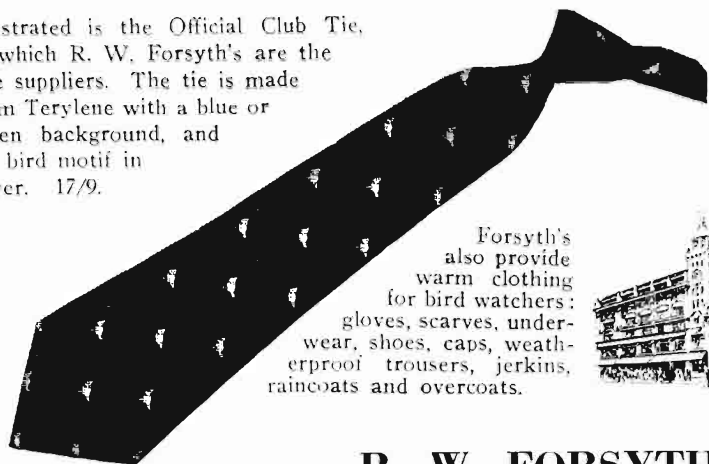 strated is the Official Club Tie,
which R. W. Forsyth's are the
e suppliers. The tie is made
m Terylene with a blue or
en background, and
bird motif in
er. 17/9.
Forsyth's
also provide
warm clothing
for bird watchers:
gloves, scarves, under-
wear, shoes, caps, weath-
erproof trousers, jerkins,
raincoats and overcoats.
R. W. FORSYTH